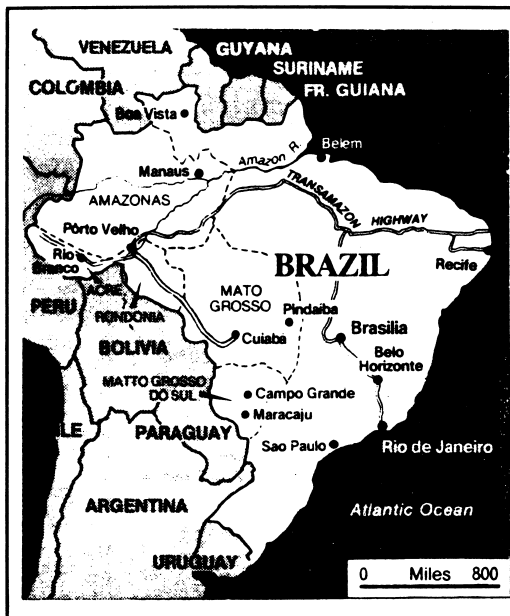 VENEZUELA
GUYANA
SURINAME
COLOMBIA
FR. GUIANA
Boa Vista
Belem
Amazon R.
Manaus
AMAZONAS
TRANSAMAZON
HIGHWAY
Pôrto Velho
Rio
Branco
BRAZIL
Recife
ACRE
PERU
MATO
GROSSO
RONDONIA
Pindaiba
Cuiabá
Brasilia
BOLIVIA
Belo
Horizonte
MATTO GROSSO
DO SUL
Campo Grande
Maracaju
LE
PARAGUAY
Sao Paulo
Rio de Janeiro
ARGENTINA
Atlantic Ocean
URUGUAY
0 Miles 800